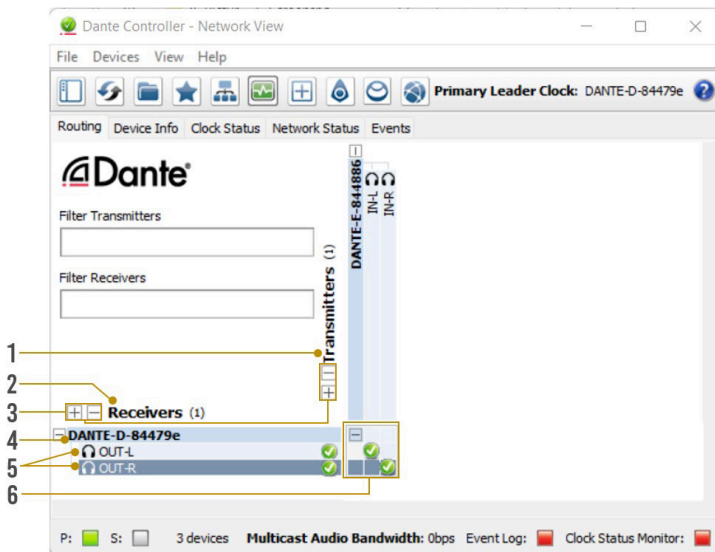 Dante Controller - Network View
File Devices View Help
Primary Leader Clock: DANTE-D-84479e
Routing Device Info Clock Status Network Status Events
Dante
Filter Transmitters
Filter Receivers
Transmitters (1)
DANTE-E-844886
IN-L
IN-R
1
2
3
4
5
6
Receivers (1)
DANTE-D-84479e
OUT-L
OUT-R
P: S: 3 devices Multicast Audio Bandwidth: 0bps Event Log: Clock Status Monitor: